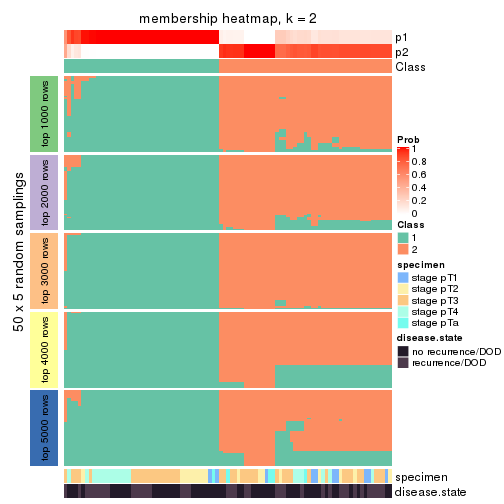 membership heatmap, k = 2
p1
p2
Class
50 x 5 random samplings
top 1000 rows
top 2000 rows
top 3000 rows
top 4000 rows
top 5000 rows
specimen
disease.state
Prob
1
0.8
0.6
0.4
0.2
0
Class
1
2
specimen
stage pT1
stage pT2
stage pT3
stage pT4
stage pTa
disease.state
no recurrence/DOD
recurrence/DOD